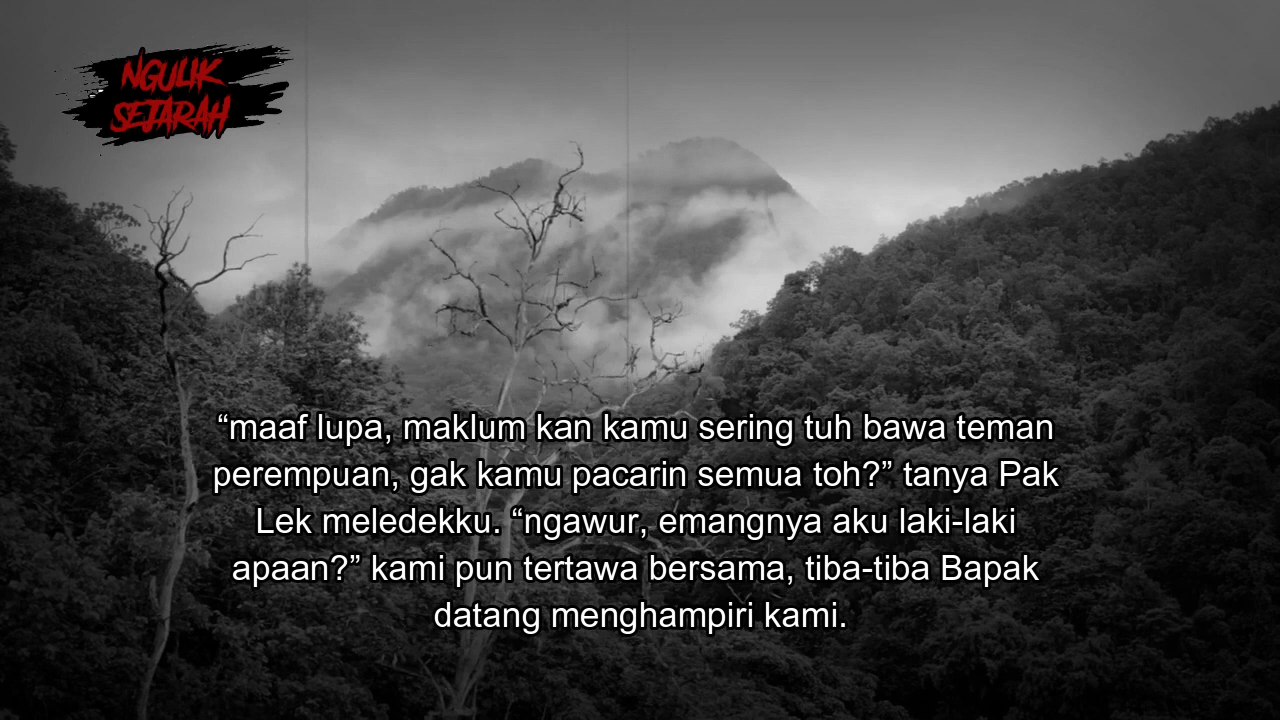 NGULIK
SEJARAH
“maaf lupa, maklum kan kamu sering tuh bawa teman
perempuan, gak kamu pacarin semua toh?” tanya Pak
Lek meledekku. “ngawur, emangnya aku laki-laki
apaan?” kami pun tertawa bersama, tiba-tiba Bapak
datang menghampiri kami.